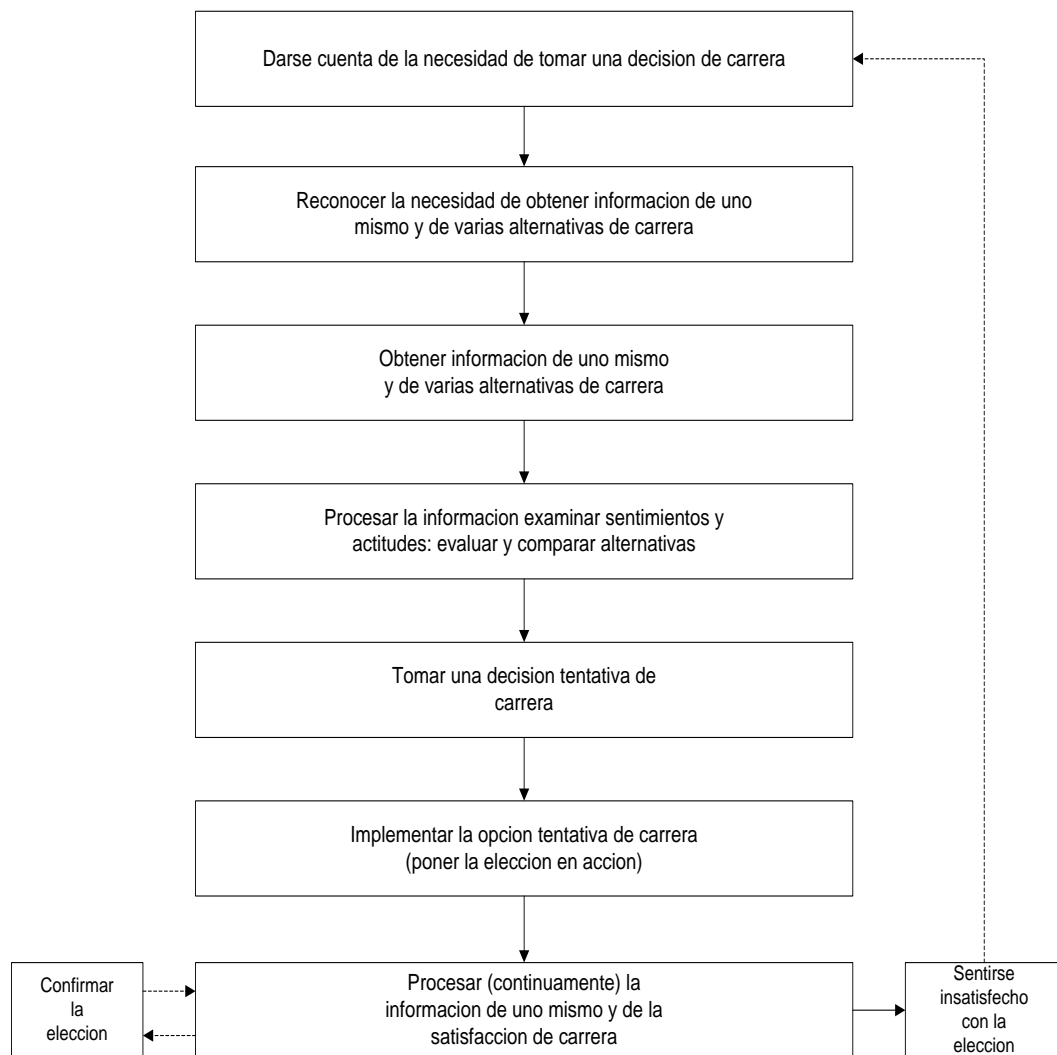 Darse cuenta de la necesidad de tomar una decision de carrera
Reconocer la necesidad de obtener informacion de uno
mismo y de varias alternativas de carrera
Obtener informacion de uno mismo
y de varias alternativas de carrera
Procesar la informacion examinar sentimientos y
actitudes: evaluar y comparar alternativas
Tomar una decision tentativa de
carrera
Implementar la opcion tentativa de carrera
(poner la eleccion en accion)
Confirmar
la
eleccion
Procesar (continuamente) la
informacion de uno mismo y de la
satisfaccion de carrera
Sentirse
insatisfecho
con la
eleccion